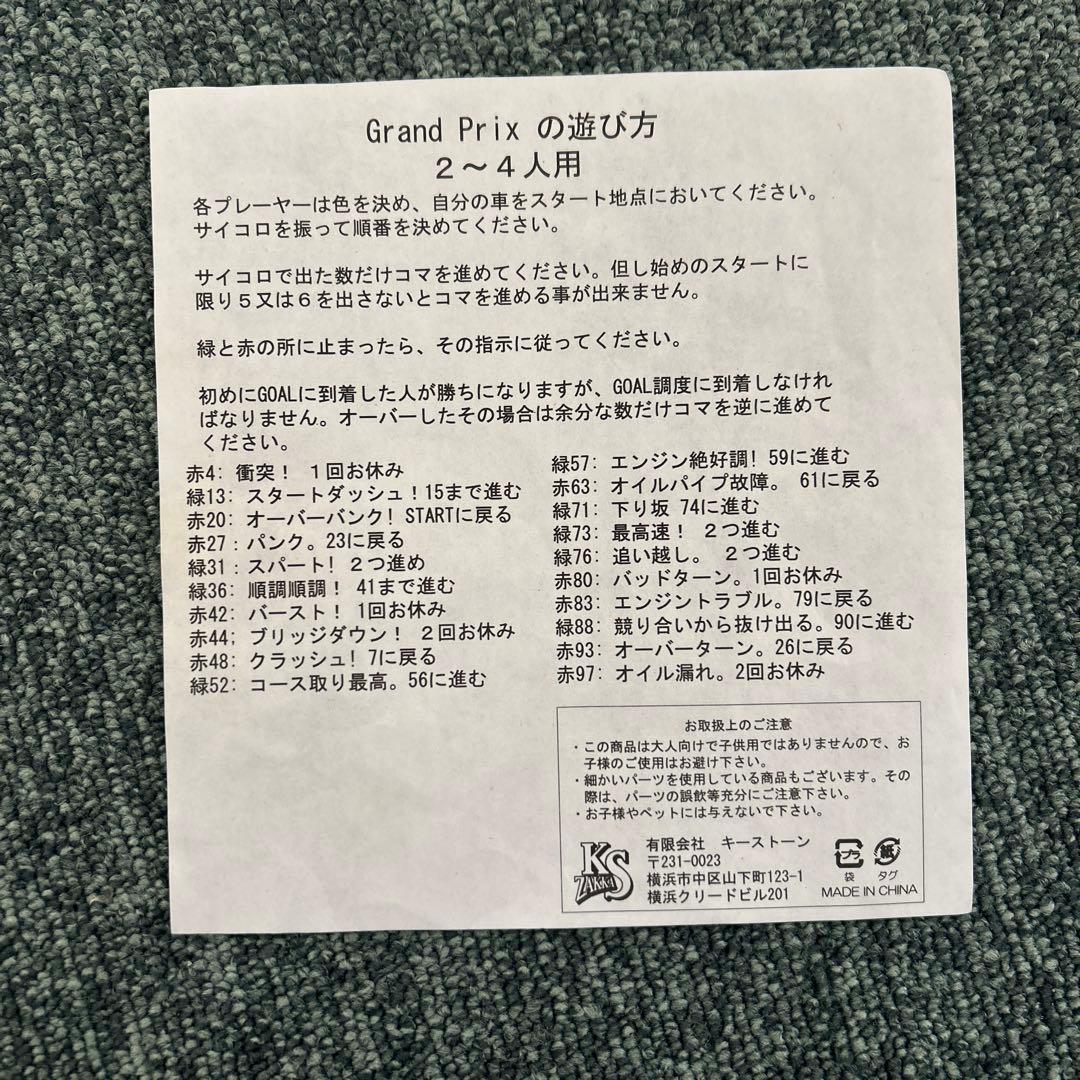 Grand Prix の遊び方
２～４人用
各プレーヤーは色を決め、自分の車をスタート地点においてください。
サイコロを振って順番を決めてください。
サイコロで出た数だけコマを進めてください。但し始めのスタートに
限り５又は６を出さないとコマを進める事が出来ません。
緑と赤の所に止まったら、その指示に従ってください。
初めにGOALに到着した人が勝ちになりますが、GOAL調度に到着しなけれ
ばなりません。オーバーしたその場合は余分な数だけコマを逆に進めて
ください。
赤4: 衝突！ １回お休み
緑13: スタートダッシュ！15まで進む
赤20: オーバーバンク！STARTに戻る
赤27：パンク。23に戻る
緑31：スパート！２つ進め
緑36: 順調順調！ 41まで進む
赤42: バースト！ 1回お休み
赤44: ブリッジダウン！ ２回お休み
赤48: クラッシュ！7に戻る
緑52: コース取り最高。56に進む
緑57: エンジン絶好調！59に進む
赤63: オイルパイプ故障。 61に戻る
緑71: 下り坂 74に進む
緑73: 最高速！ ２つ進む
緑76: 追い越し。 ２つ進む
赤80: バッドターン。1回お休み
赤83: エンジントラブル。79に戻る
緑88: 競り合いから抜け出る。90に進む
赤93: オーバーターン。26に戻る
赤97: オイル漏れ。2回お休み
お取扱上のご注意
・この商品は大人向けで子供用ではありませんので、お
子様のご使用はお避け下さい。
・細かいパーツを使用している商品もございます。その
際は、パーツの誤飲等充分にご注意下さい。
・お子様やペットには与えないで下さい。
KS
ZAKKA
有限会社 キーストーン
〒231-0023
横浜市中区山下町123-1
横浜クリードビル201
プラ 紙
袋 タグ
MADE IN CHINA